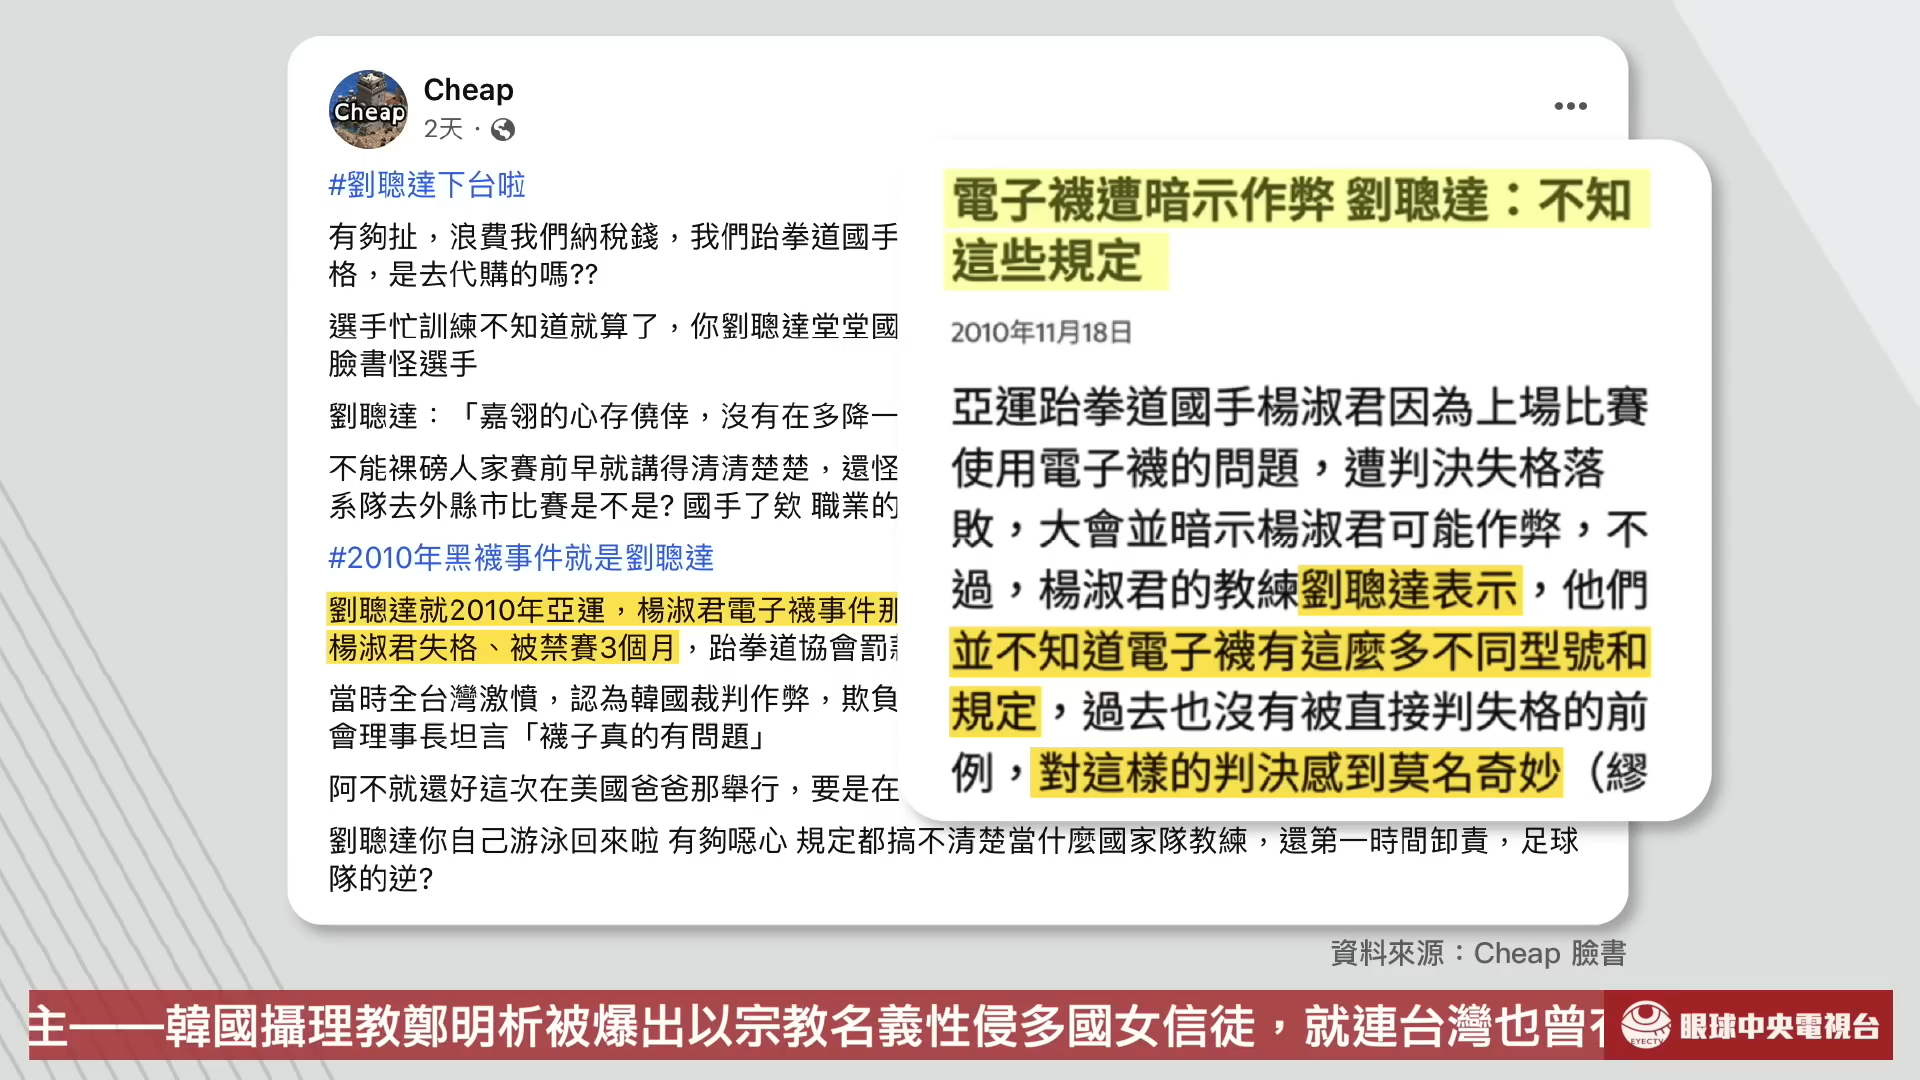 Cheap
Cheap
2天
#劉聰達下台啦
有夠扯，浪費我們納稅錢，我們跆拳道國手
格，是去代購的嗎??
選手忙訓練不知道就算了，你劉聰達堂堂國
臉書怪選手
劉聰達：「嘉翎的心存僥倖，沒有在多降一
不能裸磅人家賽前早就講得清清楚楚，還怪
系隊去外縣市比賽是不是? 國手了欸 職業的
#2010年黑襪事件就是劉聰達
劉聰達就2010年亞運，楊淑君電子襪事件那
楊淑君失格、被禁賽3個月，跆拳道協會罰
當時全台灣激憤，認為韓國裁判作弊，欺負
會理事長坦言「襪子真的有問題」
阿不就還好這次在美國爸爸那舉行，要是在
劉聰達你自己游泳回來啦 有夠噁心 規定都搞不清楚當什麼國家隊教練，還第一時間卸責，足球
隊的逆?
電子襪遭暗示作弊 劉聰達：不知
這些規定
2010年11月18日
亞運跆拳道國手楊淑君因為上場比賽
使用電子襪的問題，遭判決失格落
敗，大會並暗示楊淑君可能作弊，不
過，楊淑君的教練劉聰達表示，他們
並不知道電子襪有這麼多不同型號和
規定，過去也沒有被直接判失格的前
例，對這樣的判決感到莫名奇妙（繆
資料來源：Cheap 臉書
主——韓國攝理教鄭明析被爆出以宗教名義性侵多國女信徒，就連台灣也曾
EYECTV
眼球中央電視台